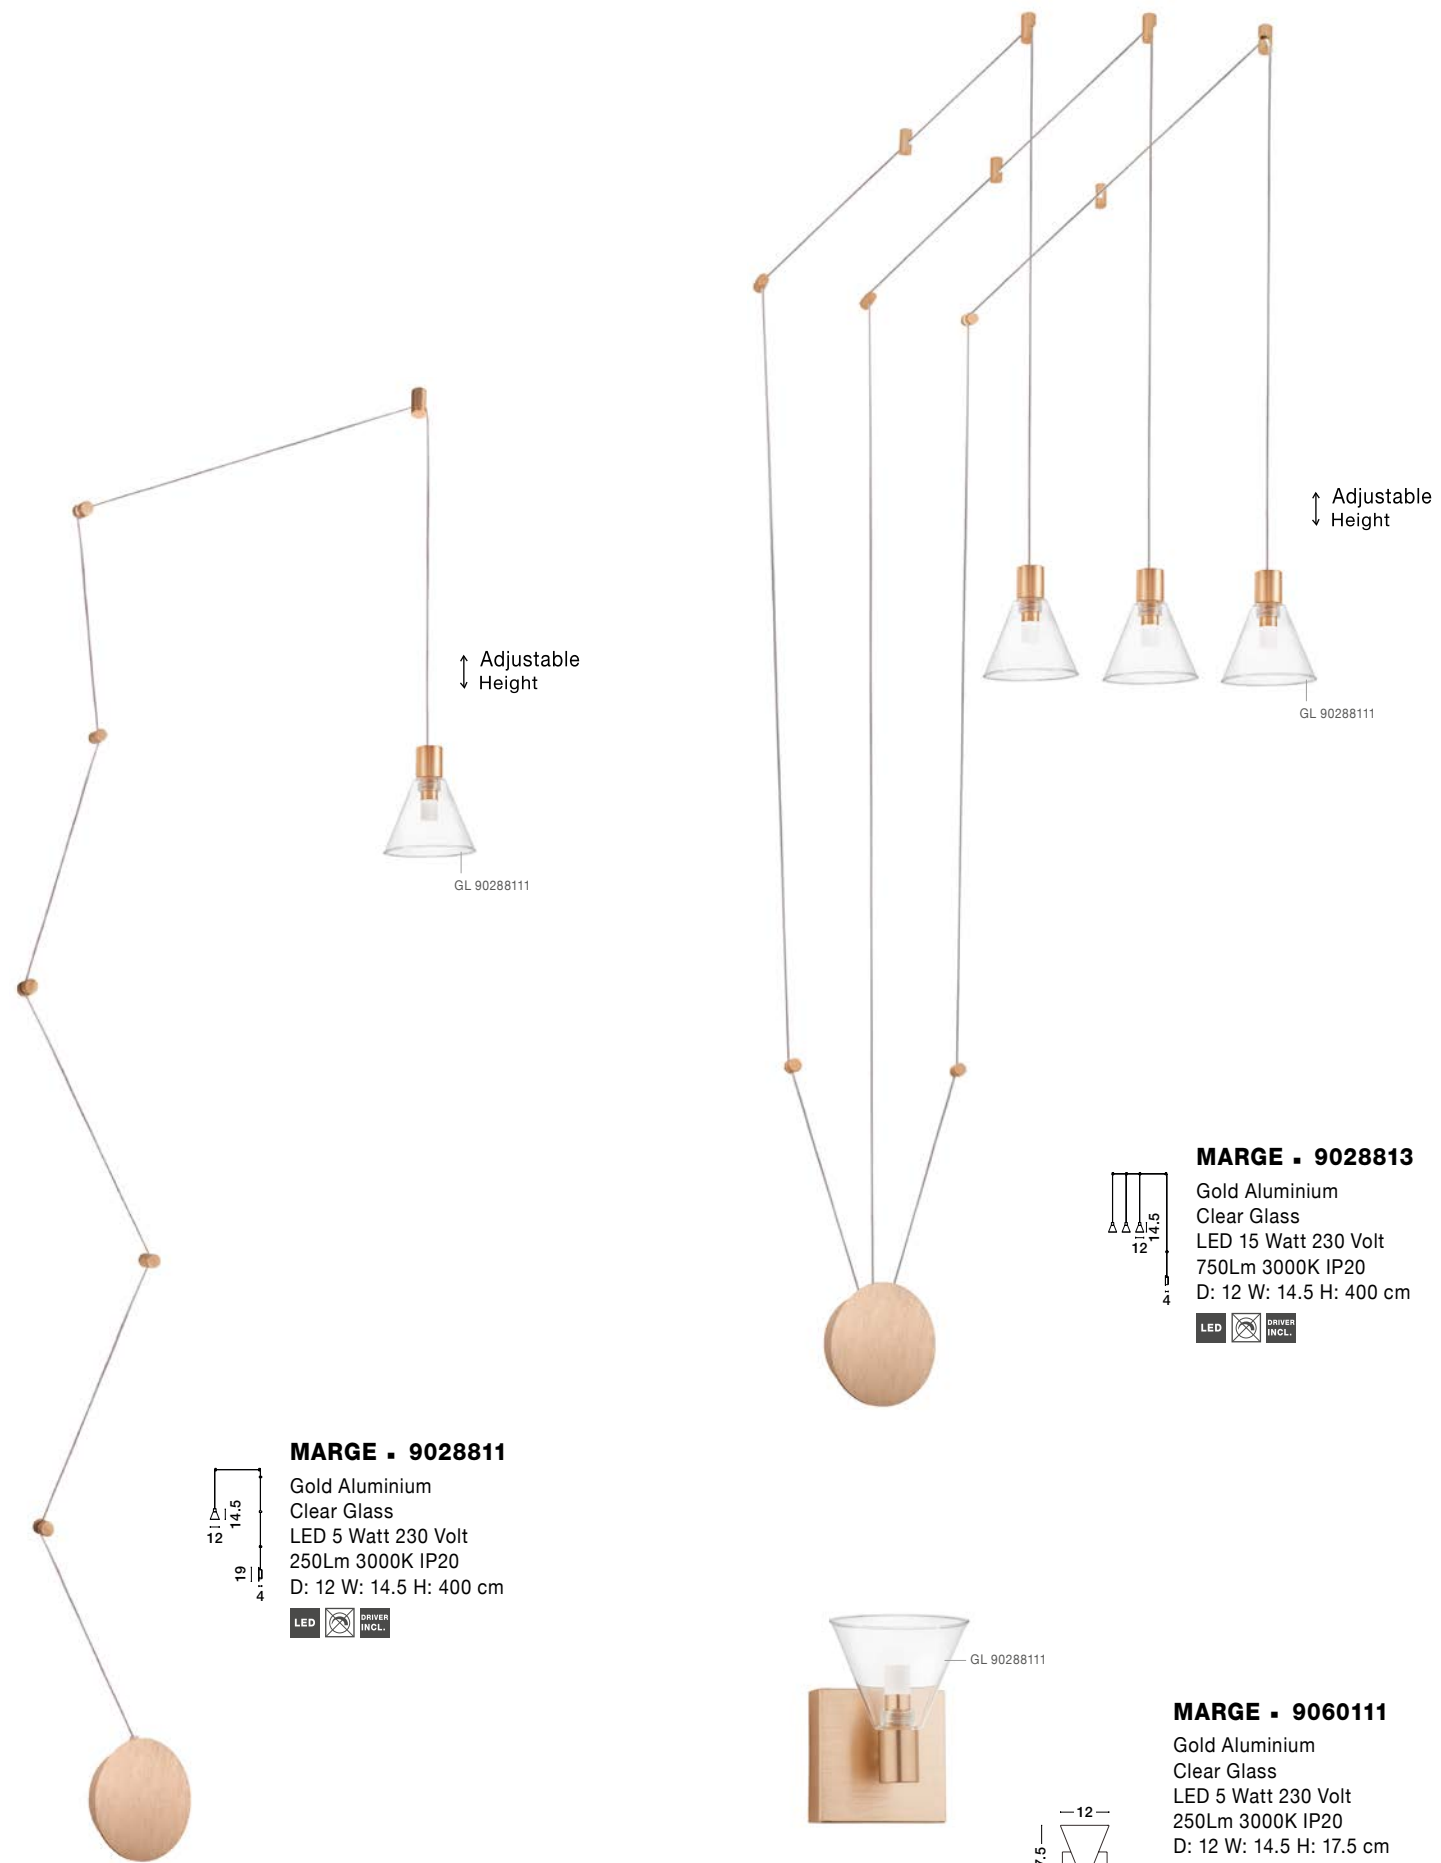 Adjustable
Height
GL 90288111
Adjustable
Height
GL 90288111
MARGE ▪ 9028813
Gold Aluminium
Clear Glass
LED 15 Watt 230 Volt
750Lm 3000K IP20
D: 12 W: 14.5 H: 400 cm
LED
DRIVER
INCL.
14.5
12
4
MARGE ▪ 9028811
Gold Aluminium
Clear Glass
LED 5 Watt 230 Volt
250Lm 3000K IP20
D: 12 W: 14.5 H: 400 cm
LED
DRIVER
INCL.
14.5
12
19
4
GL 90288111
MARGE ▪ 9060111
Gold Aluminium
Clear Glass
LED 5 Watt 230 Volt
250Lm 3000K IP20
D: 12 W: 14.5 H: 17.5 cm
12